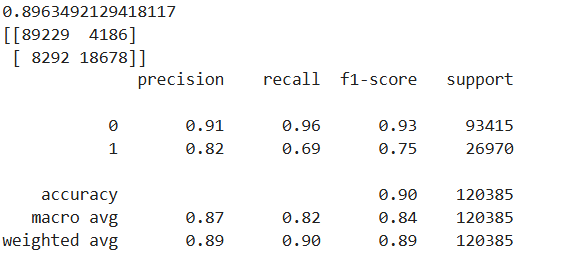 0.8963492129418117
[[89229  4186]
 [ 8292 18678]]
              precision    recall  f1-score   support

           0       0.91      0.96      0.93     93415
           1       0.82      0.69      0.75     26970

    accuracy                           0.90    120385
   macro avg       0.87      0.82      0.84    120385
weighted avg       0.89      0.90      0.89    120385